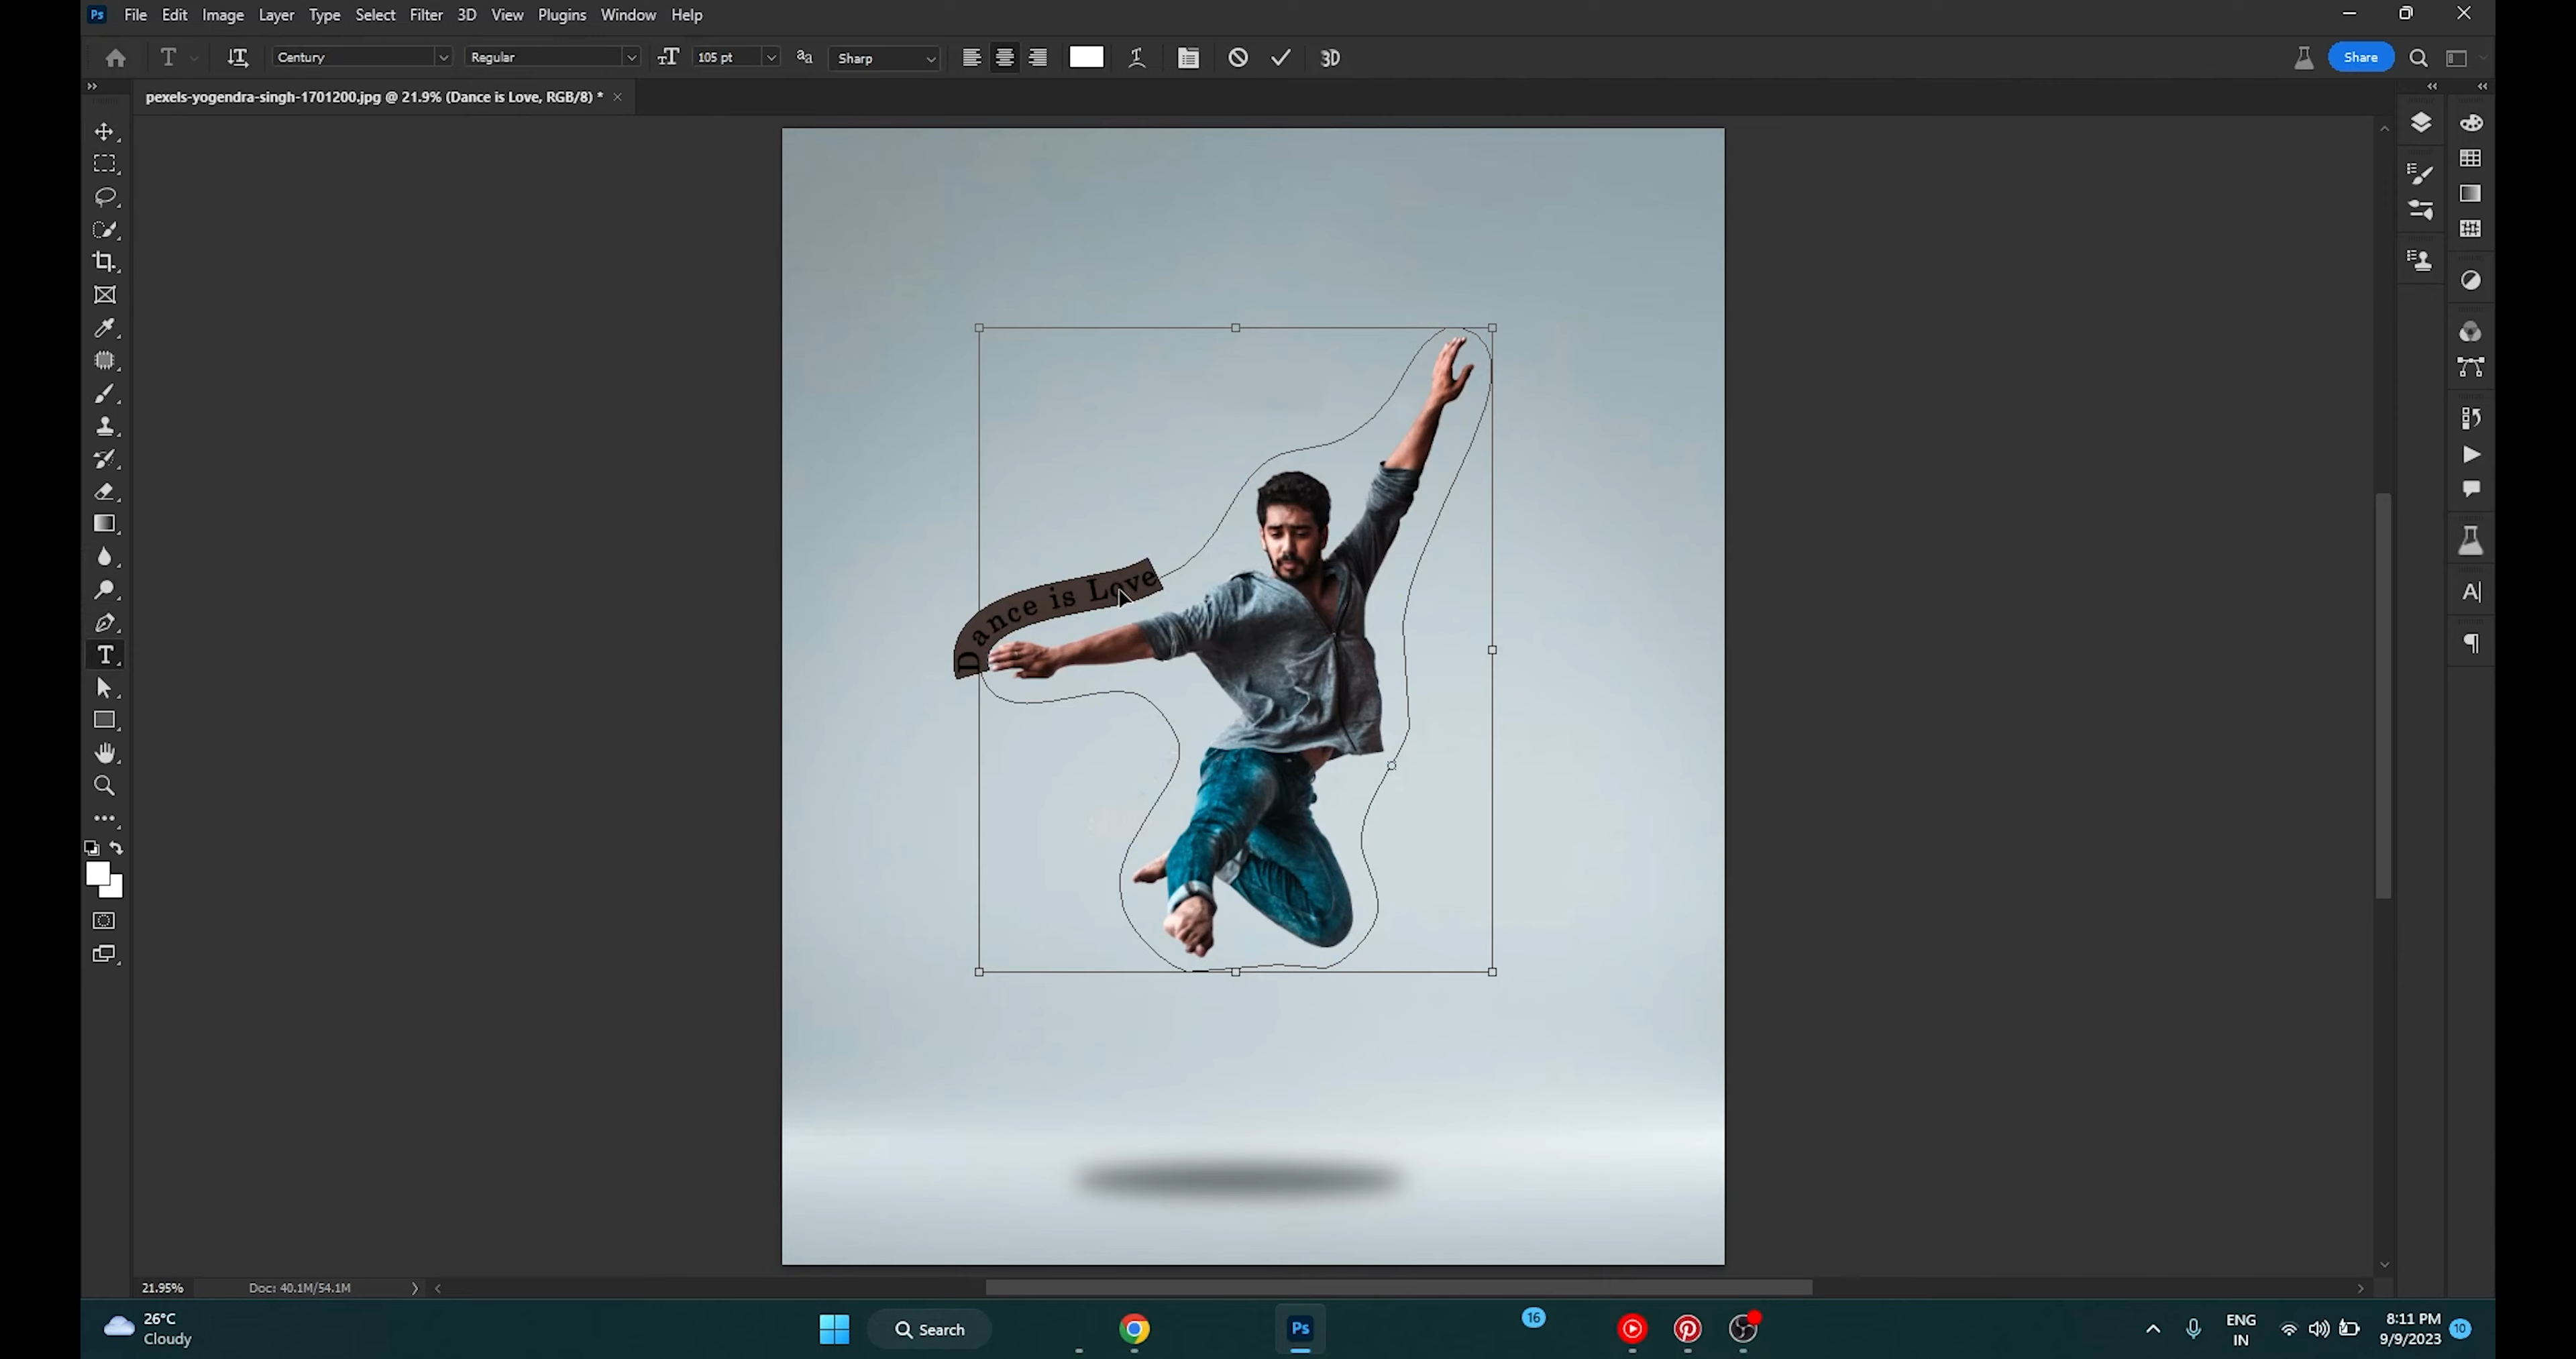 Ps File Edit Image Layer Type Select Filter 3D View Plugins Window Help
T Century Regular 105 pt Sharp 3D Share
pexels-yogendra-singh-1701200.jpg @ 21.9% (Dance is Love, RGB/8) *
Dance is Love
21.95% Doc: 40.1M/54.1M
26°C
Cloudy
Search
Ps
16
ENG
IN
8:11 PM
9/9/2023
10